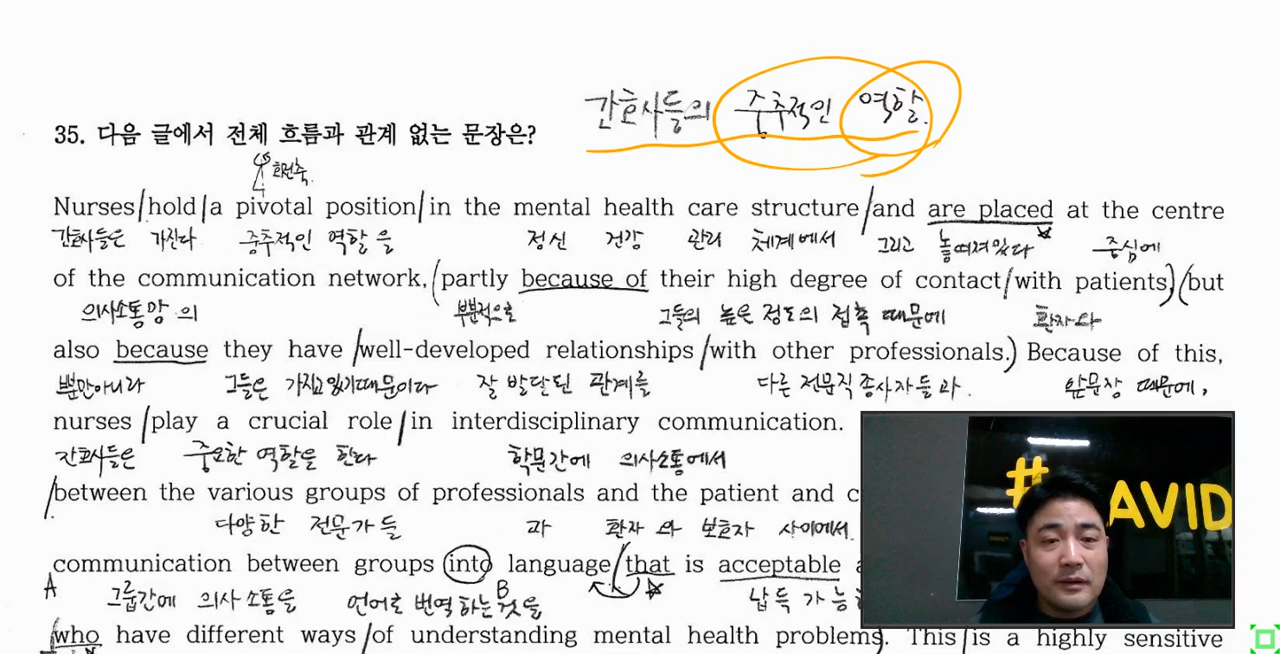 간호사들의 중추적인 역할.
35. 다음 글에서 전체 흐름과 관계 없는 문장은?
회전축.
Nurses/hold/a pivotal position/in the mental health care structure/and are placed at the centre
간호사들은 가진다 중추적인 역할을 정신 건강 관리 체계에서 그리고 놓여져있다 중심에
of the communication network,(partly because of their high degree of contact/with patients)(but
의사소통망의 부분적으로 그들의 높은 정도의 접촉 때문에 환자와
also because they have/well-developed relationships/with other professionals.) Because of this,
뿐만아니라 그들은 가지고있기때문이다 잘 발달된 관계를 다른 전문직종사자들과. 앞문장 때문에,
nurses/play a crucial role/in interdisciplinary communication.
간호사들은 중요한 역할을 한다 학문간에 의사소통에서
/between the various groups of professionals and the patient and c
다양한 전문가들 과 환자와 보호자 사이에서.
communication between groups into language/that is acceptable
A 그룹간에 의사소통을 언어로 번역하는 것을 B 납득 가능
/who have different ways/of understanding mental health problems). This/is a highly sensitive
# AVID